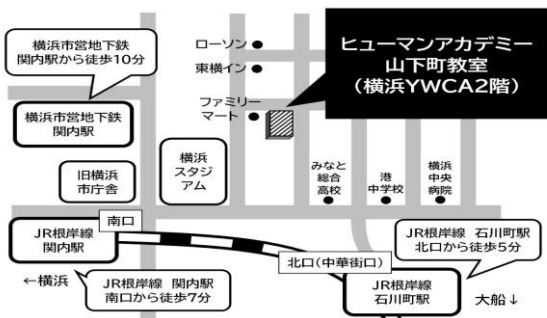 横浜市営地下鉄
関内駅から徒歩10分
横浜市営地下鉄
関内駅
旧横浜
市庁舎
JR根岸線
関内駅
南口
←横浜
JR根岸線 関内駅
南口から徒歩7分
横浜
スタジ
アム
ローソン
東横イン
ファミリー
マート
ヒューマンアカデミー
山下町教室
(横浜YWCA2階)
みなと
総合
高校
港
中学校
横浜
中央
病院
北口(中華街口)
JR根岸線 石川町駅
北口から徒歩5分
JR根岸線
石川町駅
大船↓